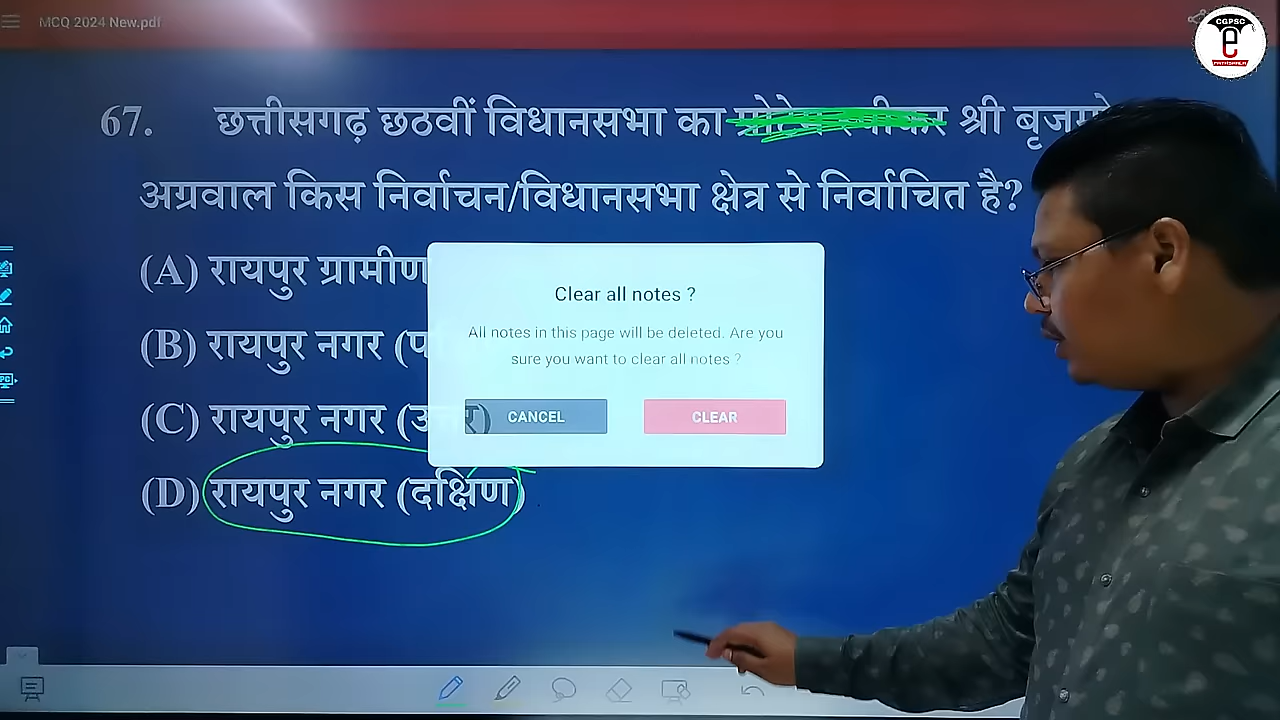 MCQ 2024 New.pdf
CGPSC
67. छत्तीसगढ़ छठवीं विधानसभा का श्री
अग्रवाल किस निर्वाचन/विधानसभा क्षेत्र से निर्वाचित है?
(A) रायपुर ग्रामीण
(B) रायपुर नगर
(C) रायपुर नगर
(D) रायपुर नगर (दक्षिण)
Clear all notes ?
All notes in this page will be deleted. Are you
sure you want to clear all notes ?
CANCEL
CLEAR